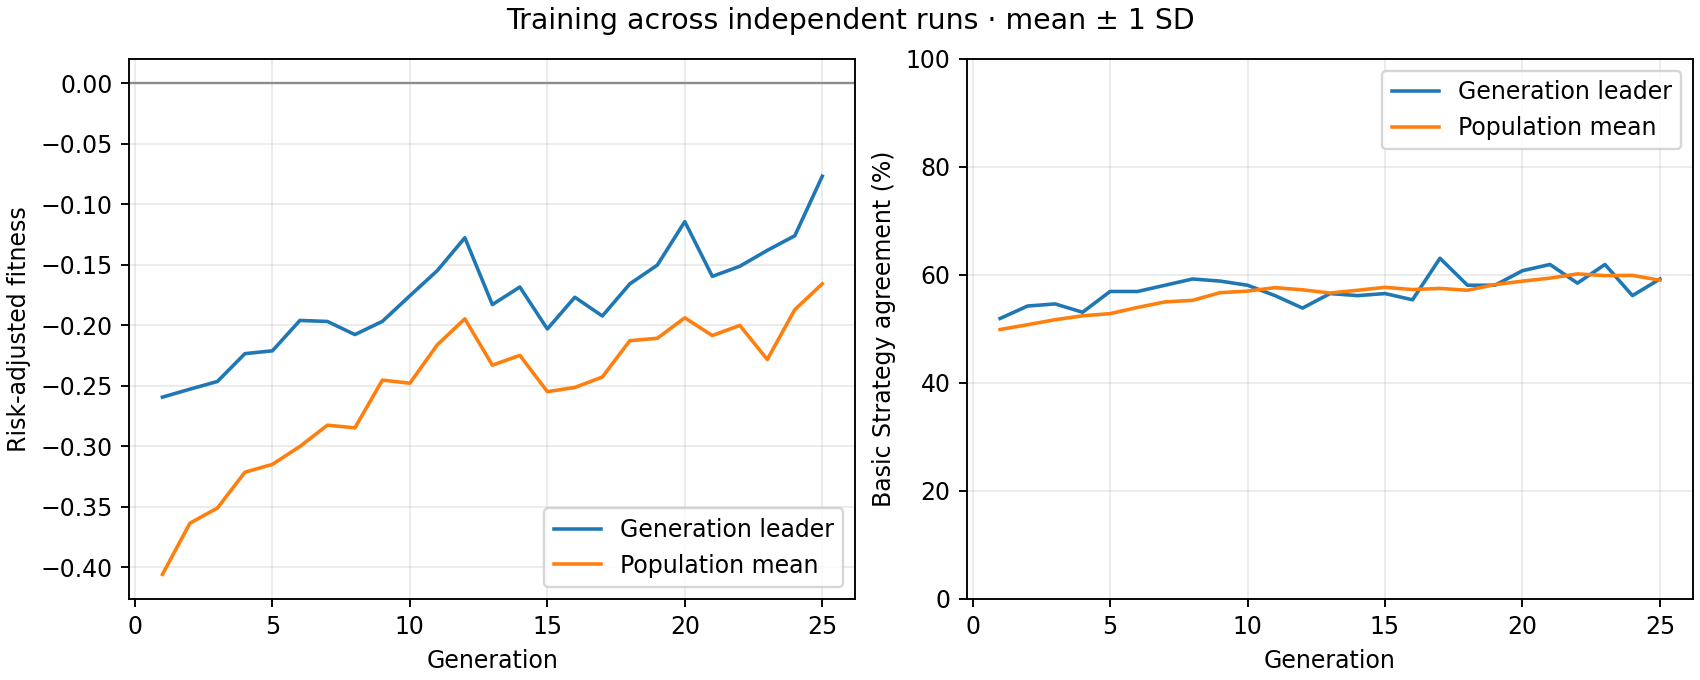 Training across independent runs · mean ± 1 SD
Risk-adjusted fitness
0.00
−0.05
−0.10
−0.15
−0.20
−0.25
−0.30
−0.35
−0.40
Generation leader
Population mean
0 5 10 15 20 25
Generation
Basic Strategy agreement (%)
100
80
60
40
20
0
Generation leader
Population mean
0 5 10 15 20 25
Generation